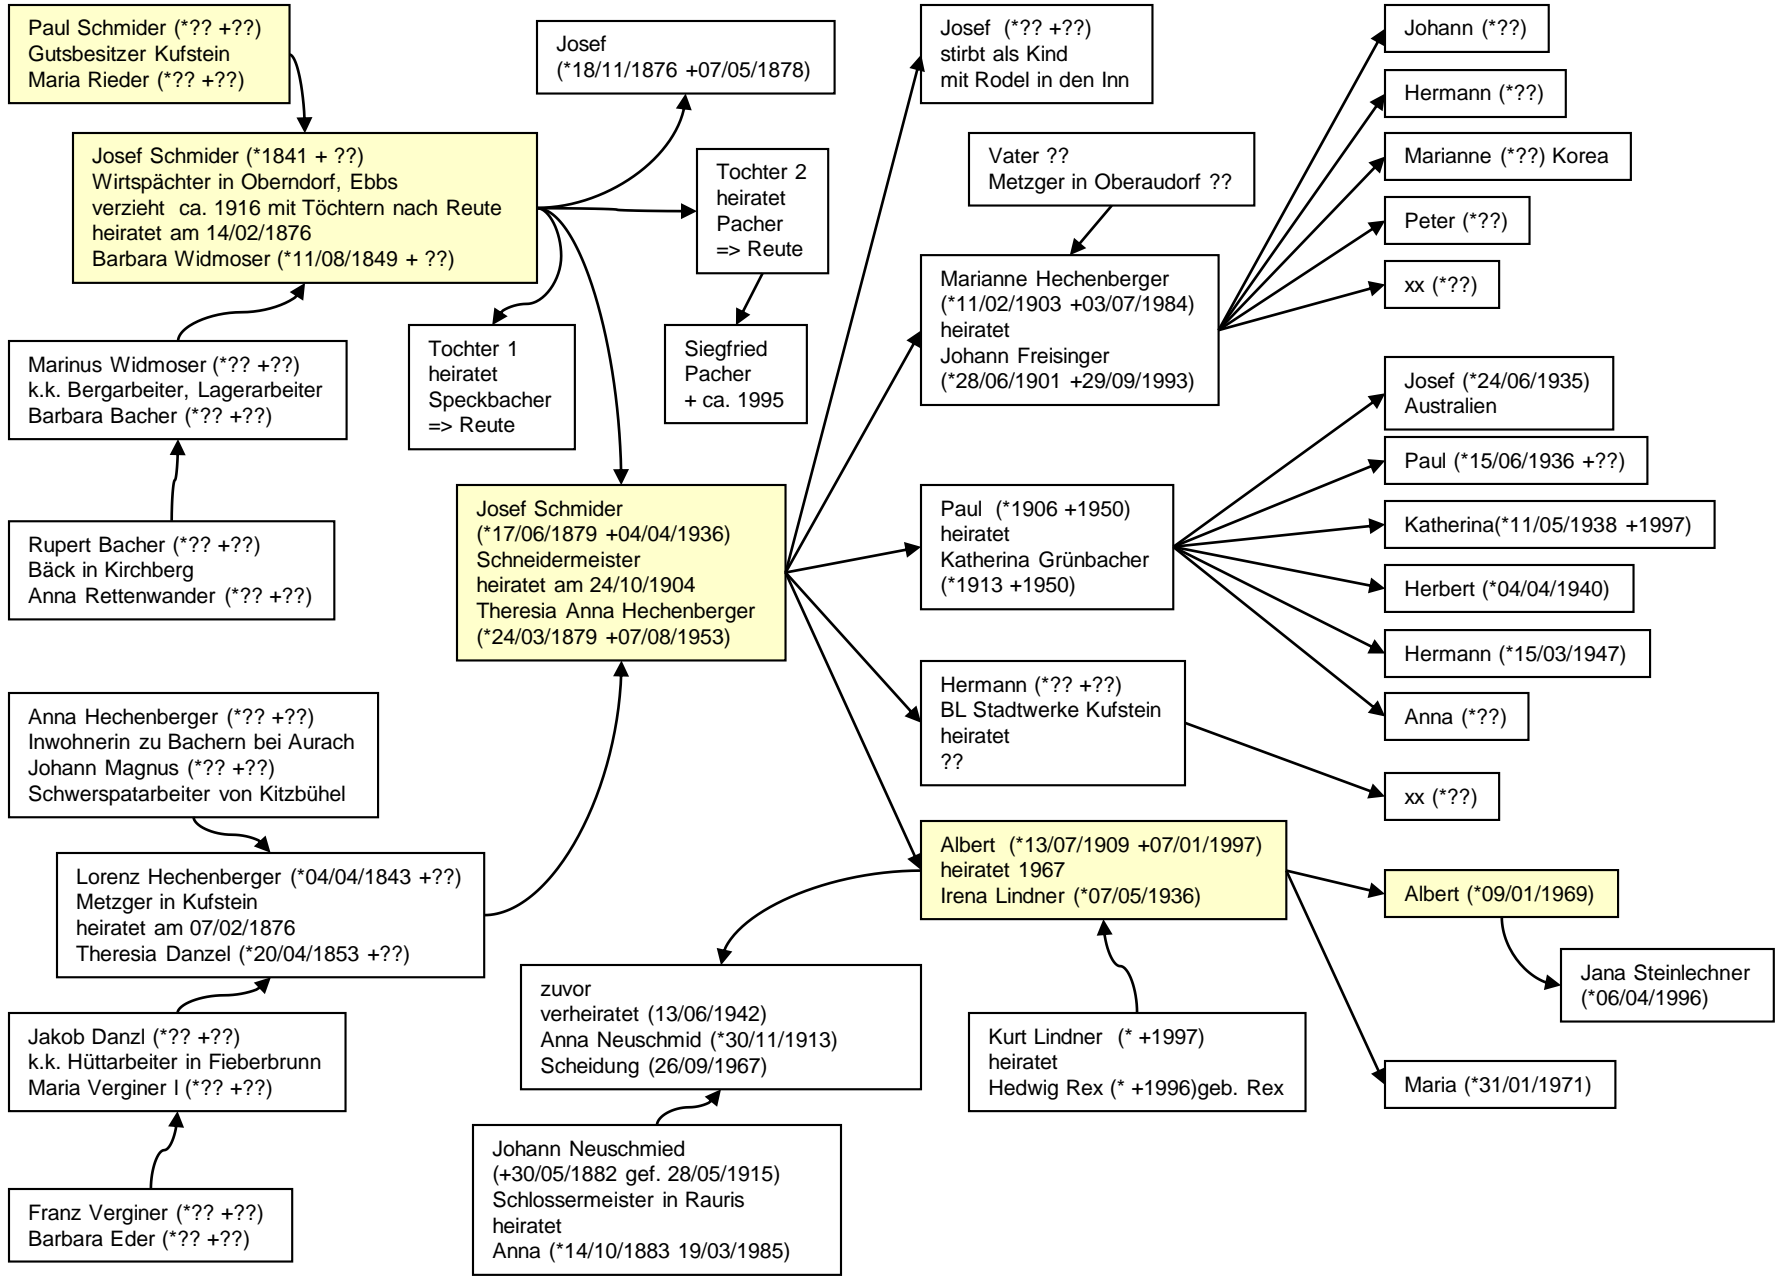 Paul Schmider (*?? +??)
Gutsbesitzer Kufstein
Maria Rieder (*?? +??)
Josef Schmider (*1841 + ??)
Wirtspächter in Oberndorf, Ebbs
verzieht ca. 1916 mit Töchtern nach Reute
heiratet am 14/02/1876
Barbara Widmoser (*11/08/1849 + ??)
Marinus Widmoser (*?? +??)
k.k. Bergarbeiter, Lagerarbeiter
Barbara Bacher (*?? +??)
Rupert Bacher (*?? +??)
Bäck in Kirchberg
Anna Rettenwander (*?? +??)
Anna Hechenberger (*?? +??)
Inwohnerin zu Bachern bei Aurach
Johann Magnus (*?? +??)
Schwerspatarbeiter von Kitzbühel
Lorenz Hechenberger (*04/04/1843 +??)
Metzger in Kufstein
heiratet am 07/02/1876
Theresia Danzel (*20/04/1853 +??)
Jakob Danzl (*?? +??)
k.k. Hüttarbeiter in Fieberbrunn
Maria Verginer l (*?? +??)
Franz Verginer (*?? +??)
Barbara Eder (*?? +??)
Josef
(*18/11/1876 +07/05/1878)
Tochter 2
heiratet
Pacher
=> Reute
Tochter 1
heiratet
Speckbacher
=> Reute
Siegfried
Pacher
+ ca. 1995
Josef Schmider
(*17/06/1879 +04/04/1936)
Schneidermeister
heiratet am 24/10/1904
Theresia Anna Hechenberger
(*24/03/1879 +07/08/1953)
zuvor
verheiratet (13/06/1942)
Anna Neuschmid (*30/11/1913)
Scheidung (26/09/1967)
Johann Neuschmied
(+30/05/1882 gef. 28/05/1915)
Schlossermeister in Rauris
heiratet
Anna (*14/10/1883 19/03/1985)
Josef (*?? +??)
stirbt als Kind
mit Rodel in den Inn
Vater ??
Metzger in Oberaudorf ??
Marianne Hechenberger
(*11/02/1903 +03/07/1984)
heiratet
Johann Freisinger
(*28/06/1901 +29/09/1993)
Paul (*1906 +1950)
heiratet
Katherina Grünbacher
(*1913 +1950)
Hermann (*?? +??)
BL Stadtwerke Kufstein
heiratet
??
Albert (*13/07/1909 +07/01/1997)
heiratet 1967
Irena Lindner (*07/05/1936)
Kurt Lindner (* +1997)
heiratet
Hedwig Rex (* +1996)geb. Rex
Johann (*??)
Hermann (*??)
Marianne (*??) Korea
Peter (*??)
xx (*??)
Josef (*24/06/1935)
Australien
Paul (*15/06/1936 +??)
Katherina(*11/05/1938 +1997)
Herbert (*04/04/1940)
Hermann (*15/03/1947)
Anna (*??)
xx (*??)
Albert (*09/01/1969)
Jana Steinlechner
(*06/04/1996)
Maria (*31/01/1971)